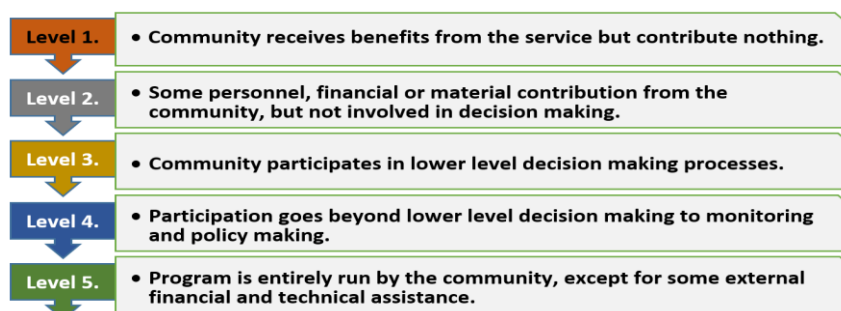 Level 1.
• Community receives benefits from the service but contribute nothing.
Level 2.
• Some personnel, financial or material contribution from the
community, but not involved in decision making.
Level 3.
• Community participates in lower level decision making processes.
Level 4.
• Participation goes beyond lower level decision making to monitoring
and policy making.
Level 5.
• Program is entirely run by the community, except for some external
financial and technical assistance.